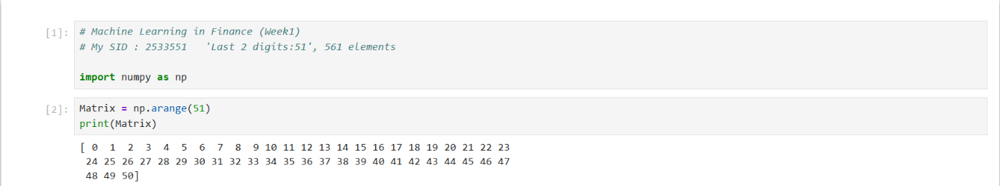 [1]: # Machine Learning in Finance (Week1)
# My SID : 2533551   'Last 2 digits:51', 561 elements
import numpy as np
[2]: Matrix = np.arange(51)
print(Matrix)
[ 0  1  2  3  4  5  6  7  8  9 10 11 12 13 14 15 16 17 18 19 20 21 22 23
 24 25 26 27 28 29 30 31 32 33 34 35 36 37 38 39 40 41 42 43 44 45 46 47
 48 49 50]